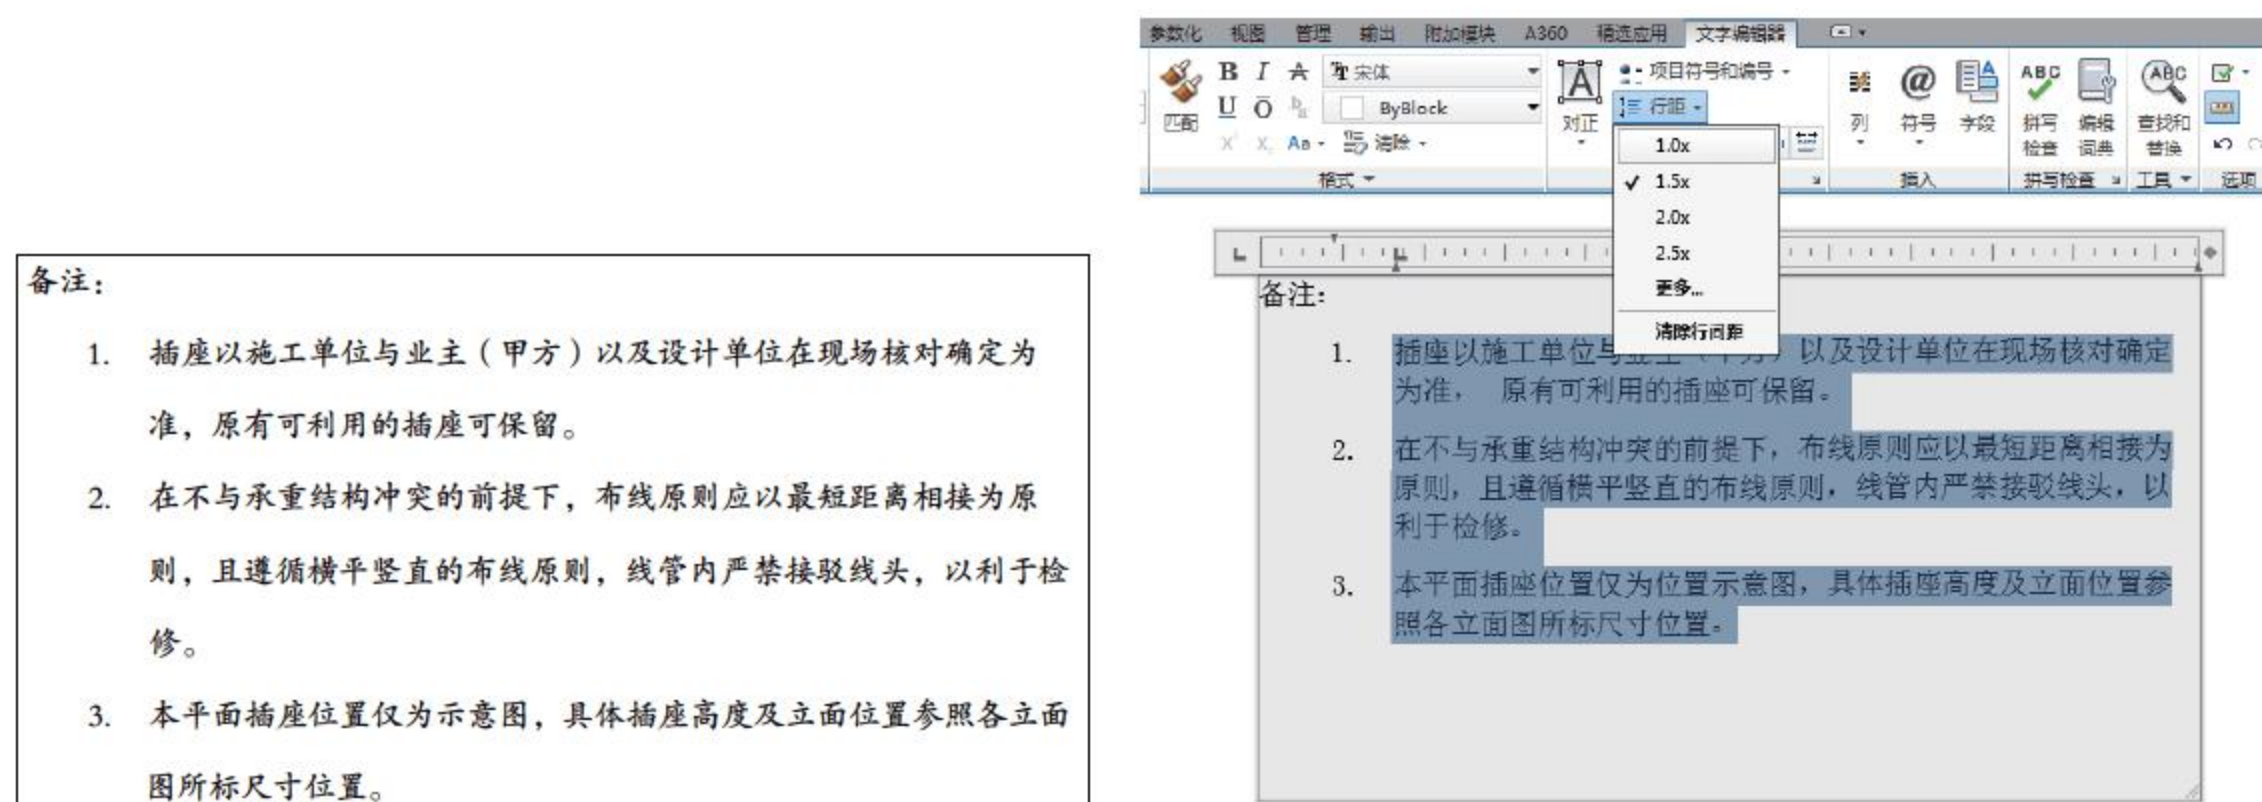 备注：
1. 插座以施工单位与业主（甲方）以及设计单位在现场核对确定为
准，原有可利用的插座可保留。
2. 在不与承重结构冲突的前提下，布线原则应以最短距离相接为原
则，且遵循横平竖直的布线原则，线管内严禁接驳线头，以利于检
修。
3. 本平面插座位置仅为示意图，具体插座高度及立面位置参照各立面
图所标尺寸位置。
参数化 视图 管理 输出 附加模块 A360 精选应用 文字编辑器
B I A 宋体 A 项目符号和编号 @ A ABC ABC
U O ByBlock 行距
匹配 对正 列 符号 字段 拼写检查 编辑词典 查找和替换
X X Aa 清除
格式 插入 拼写检查 工具 选项
1.0x
1.5x
2.0x
2.5x
更多...
清除行间距
备注：
1. 插座以施工单位与 以及设计单位在现场核对确定
为准， 原有可利用的插座可保留。
2. 在不与承重结构冲突的前提下，布线原则应以最短距离相接为
原则，且遵循横平竖直的布线原则，线管内严禁接驳线头，以
利于检修。
3. 本平面插座位置仅为位置示意图，具体插座高度及立面位置参
照各立面图所标尺寸位置。